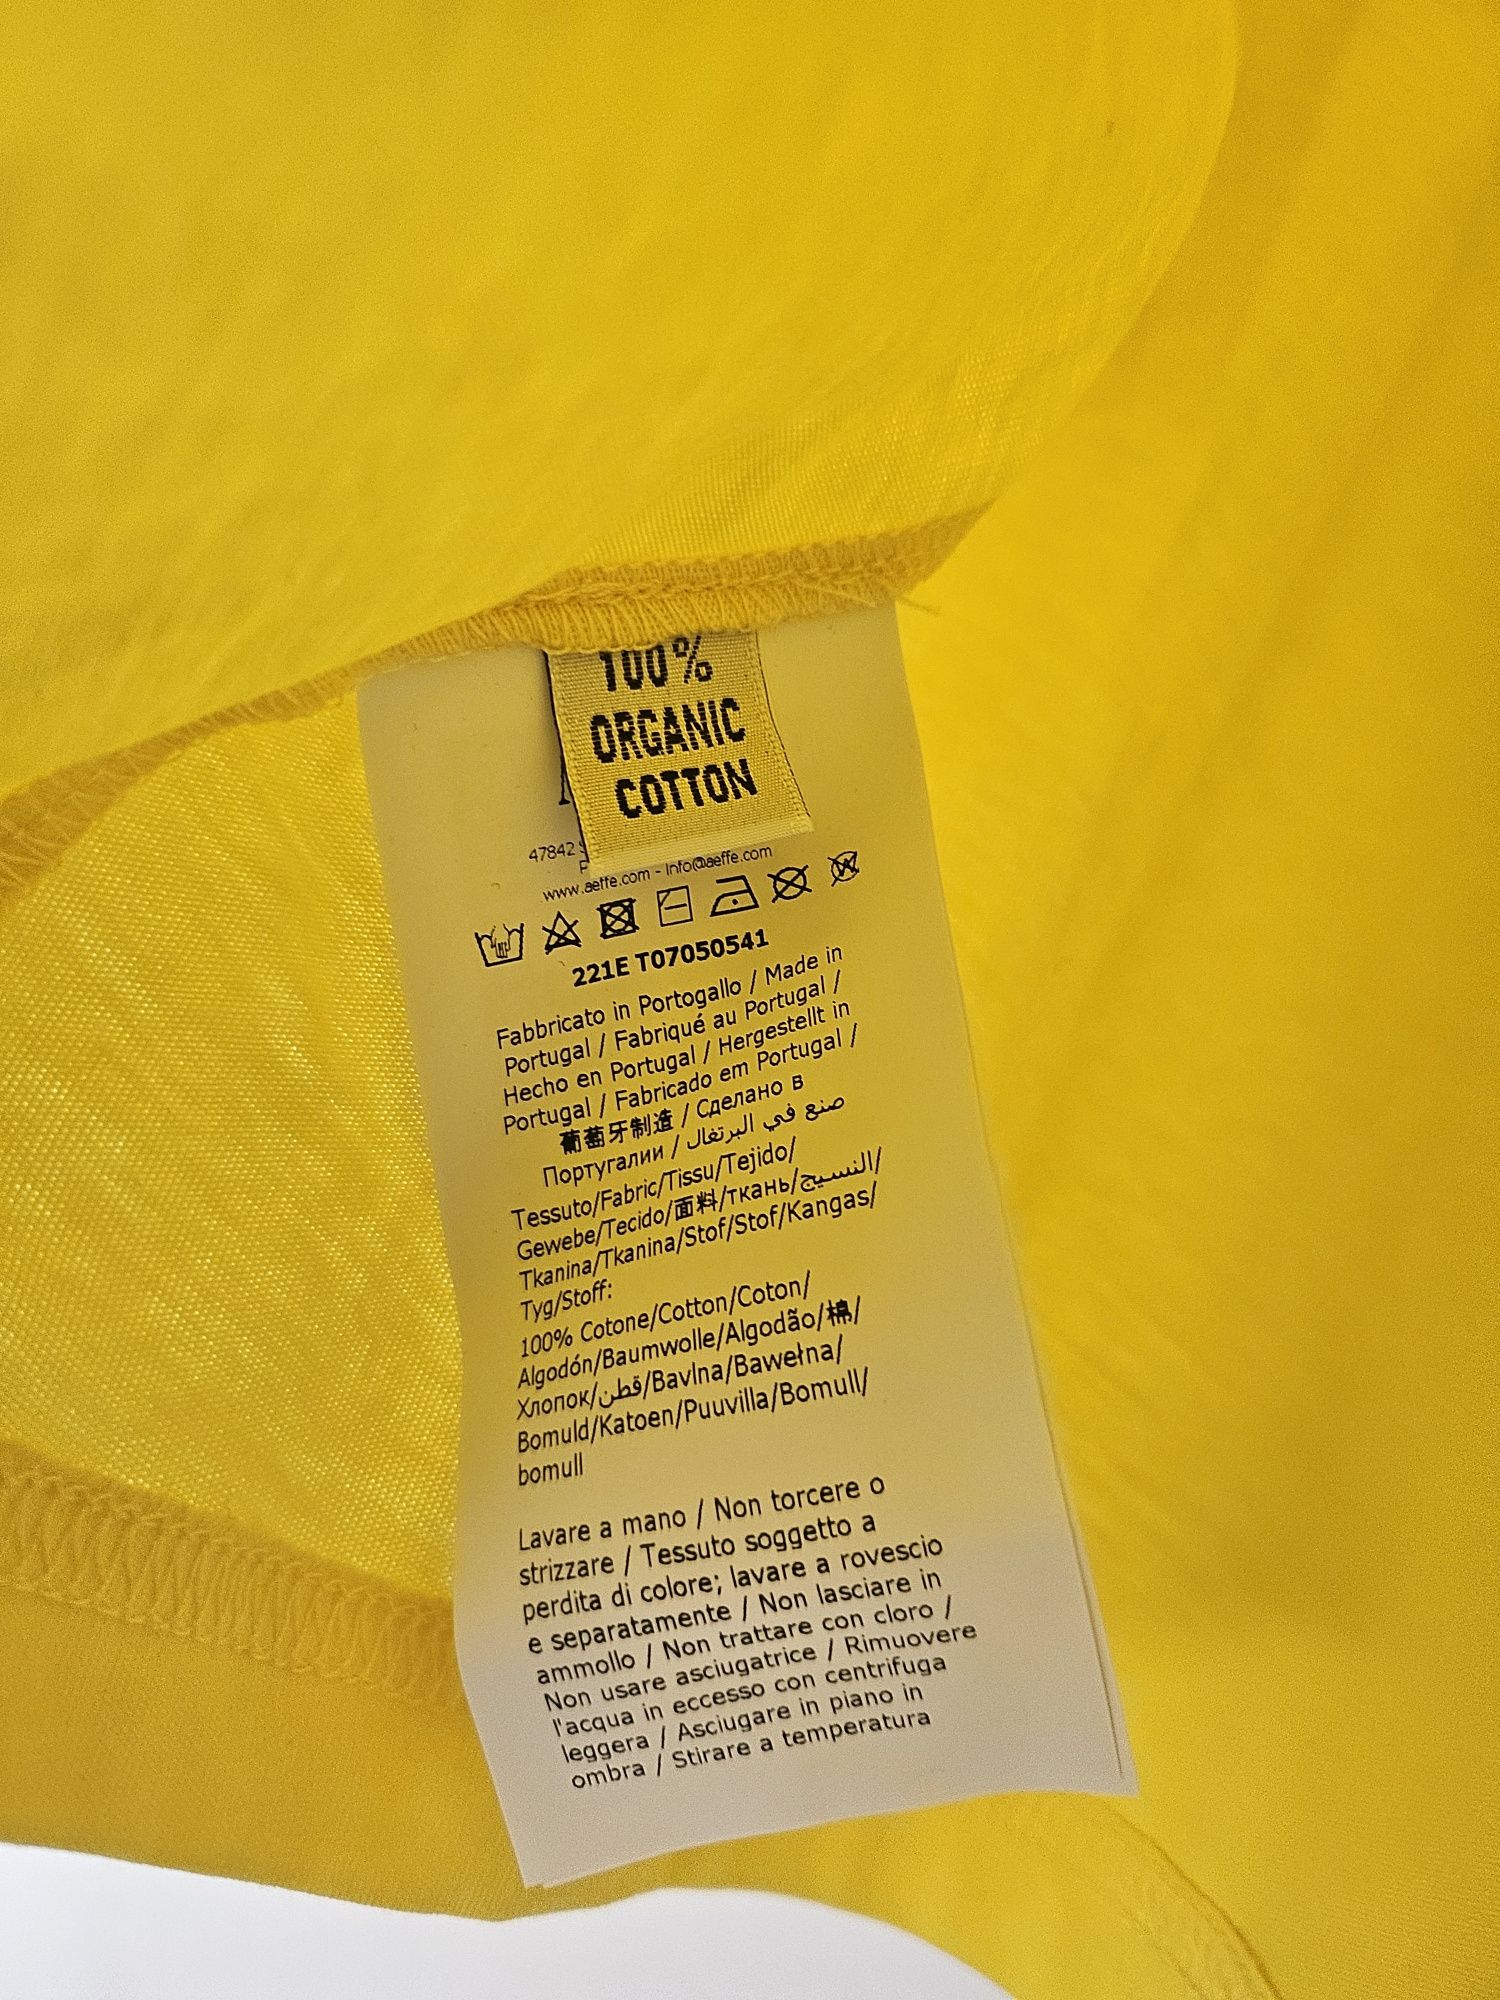 100%
ORGANIC
COTTON
47842
www.aeffe.com - Info@aeffe.com
221E T07050541
Fabbricato in Portogallo / Made in
Portugal / Fabriqué au Portugal /
Hecho en Portugal / Hergestellt in
Portugal / Fabricado em Portugal /
葡萄牙制造 / Сделано в
Португалии / صنع في البرتغال
Tessuto/Fabric/Tissu/Tejido/
Gewebe/Tecido/面料/ткань/النسيج/
Tkanina/Tkanina/Stof/Stof/Kangas/
Tyg/Stoff:
100% Cotone/Cotton/Coton/
Algodón/Baumwolle/Algodão/棉/
Хлопок/قطن/Bavlna/Bawełna/
Bomuld/Katoen/Puuvilla/Bomull/
bomull
Lavare a mano / Non torcere o
strizzare / Tessuto soggetto a
perdita di colore; lavare a rovescio
e separatamente / Non lasciare in
ammollo / Non trattare con cloro /
Non usare asciugatrice / Rimuovere
l'acqua in eccesso con centrifuga
leggera / Asciugare in piano in
ombra / Stirare a temperatura